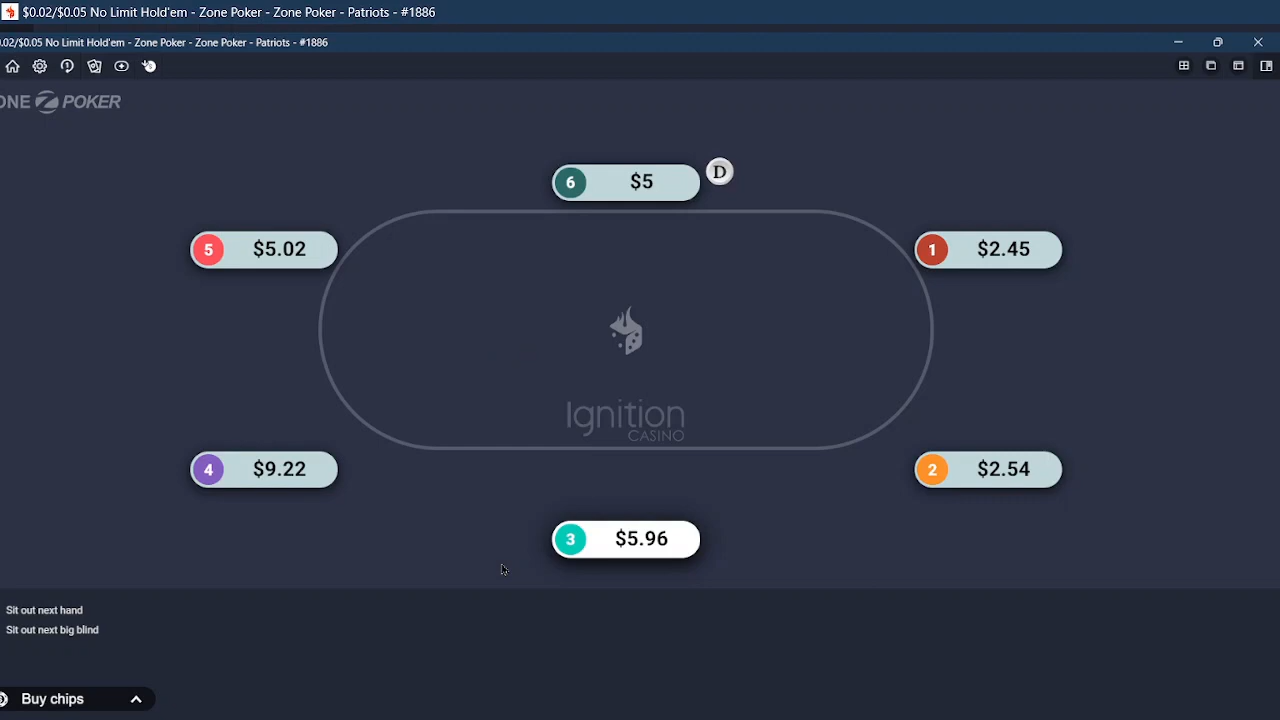 $0.02/$0.05 No Limit Hold'em - Zone Poker - Zone Poker - Patriots - #1886
.02/$0.05 No Limit Hold'em - Zone Poker - Zone Poker - Patriots - #1886
ONE POKER
6 $5 D
5 $5.02
1 $2.45
Ignition
CASINO
4 $9.22
2 $2.54
3 $5.96
Sit out next hand
Sit out next big blind
Buy chips